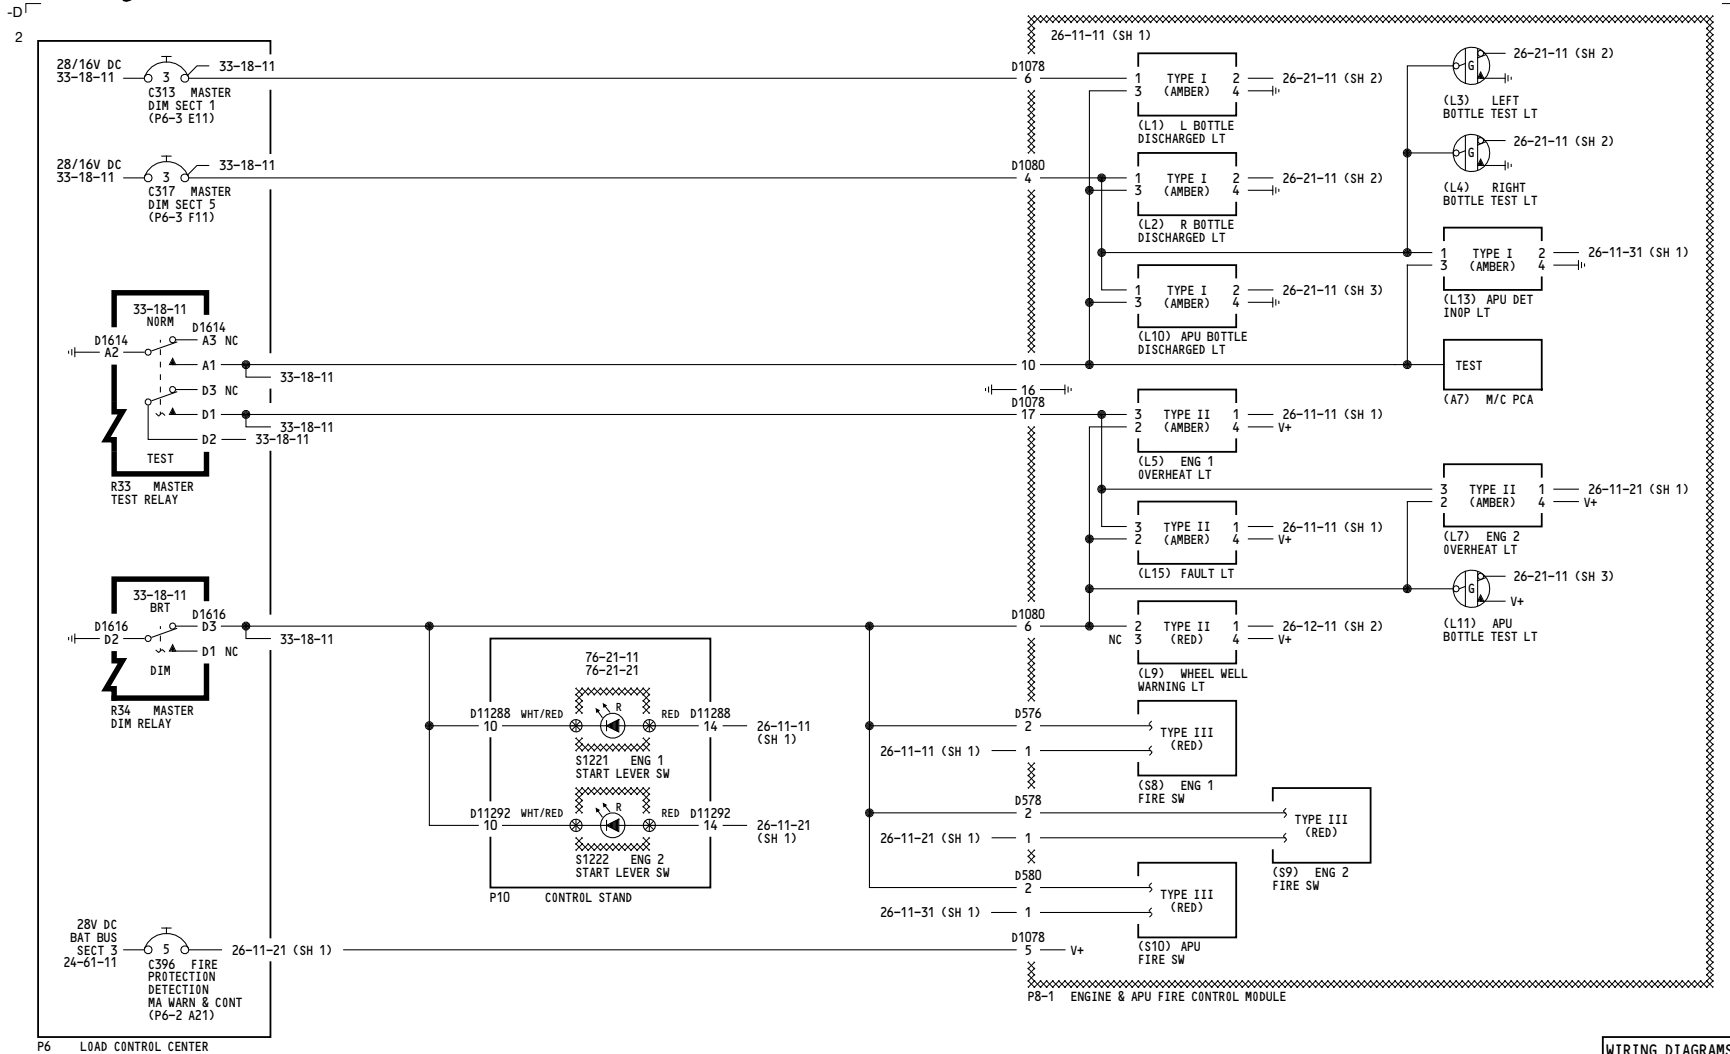 -D
2
28/16V DC
33-18-11
3
33-18-11
C313 MASTER
DIM SECT 1
(P6-3 E11)
28/16V DC
33-18-11
3
33-18-11
C317 MASTER
DIM SECT 5
(P6-3 F11)
33-18-11
NORM
D1614
A2
D1614
A3 NC
A1
33-18-11
D3 NC
D1
33-18-11
D2
33-18-11
TEST
R33 MASTER
TEST RELAY
33-18-11
BRT
D1616
D2
D1616
D3
33-18-11
D1 NC
DIM
R34 MASTER
DIM RELAY
28V DC
BAT BUS
SECT 3
24-61-11
5
26-11-21 (SH 1)
C396 FIRE
PROTECTION
DETECTION
MA WARN & CONT
(P6-2 A21)
P6 LOAD CONTROL CENTER
76-21-11
76-21-21
D11288
10
WHT/RED
R
RED
D11288
14
26-11-11
(SH 1)
S1221 ENG 1
START LEVER SW
D11292
10
WHT/RED
R
RED
D11292
14
26-11-21
(SH 1)
S1222 ENG 2
START LEVER SW
P10 CONTROL STAND
26-11-11 (SH 1)
D1078
6
D1080
4
10
16
D1078
17
D1080
6
D576
2
26-11-11 (SH 1)
1
D578
2
26-11-21 (SH 1)
1
D580
2
26-11-31 (SH 1)
1
D1078
5
V+
1 TYPE I 2
26-21-11 (SH 2)
3 (AMBER) 4
(L1) L BOTTLE
DISCHARGED LT
1 TYPE I 2
26-21-11 (SH 2)
3 (AMBER) 4
(L2) R BOTTLE
DISCHARGED LT
1 TYPE I 2
26-21-11 (SH 3)
3 (AMBER) 4
(L10) APU BOTTLE
DISCHARGED LT
3 TYPE II 1
26-11-11 (SH 1)
2 (AMBER) 4
V+
(L5) ENG 1
OVERHEAT LT
3 TYPE II 1
26-11-11 (SH 1)
2 (AMBER) 4
V+
(L15) FAULT LT
2 TYPE II 1
26-12-11 (SH 2)
NC 3 (RED) 4
V+
(L9) WHEEL WELL
WARNING LT
TYPE III
(RED)
(S8) ENG 1
FIRE SW
TYPE III
(RED)
(S9) ENG 2
FIRE SW
TYPE III
(RED)
(S10) APU
FIRE SW
G
26-21-11 (SH 2)
(L3) LEFT
BOTTLE TEST LT
G
26-21-11 (SH 2)
(L4) RIGHT
BOTTLE TEST LT
1 TYPE I 2
26-11-31 (SH 1)
3 (AMBER) 4
(L13) APU DET
INOP LT
TEST
(A7) M/C PCA
3 TYPE II 1
26-11-21 (SH 1)
2 (AMBER) 4
V+
(L7) ENG 2
OVERHEAT LT
G
26-21-11 (SH 3)
V+
(L11) APU
BOTTLE TEST LT
P8-1 ENGINE & APU FIRE CONTROL MODULE
WIRING DIAGRAMS